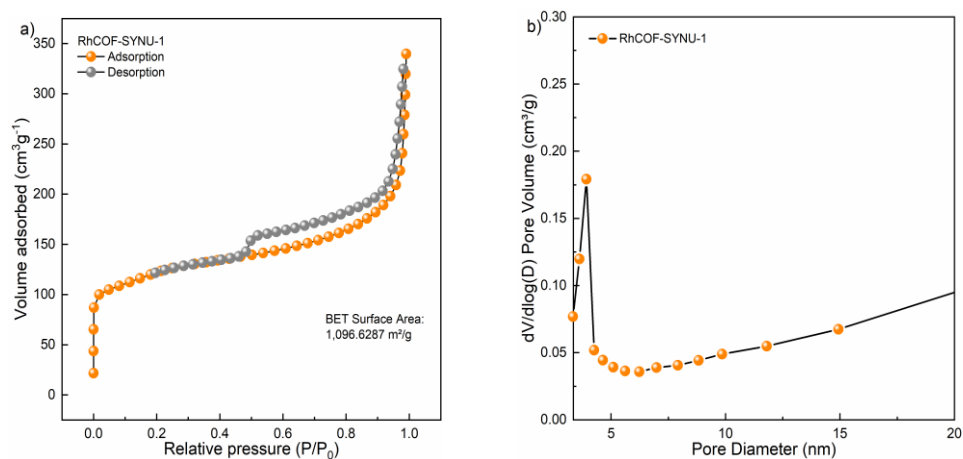 a)
RhCOF-SYNU-1
Adsorption
Desorption
350
300
250
200
150
100
50
0
Volume adsorbed (cm³g⁻¹)
BET Surface Area:
1,096.6287 m²/g
0.0 0.2 0.4 0.6 0.8 1.0
Relative pressure (P/P₀)
b)
RhCOF-SYNU-1
0.30
0.25
0.20
0.15
0.10
0.05
0.00
dV/dlog(D) Pore Volume (cm³/g)
5 10 15 20
Pore Diameter (nm)